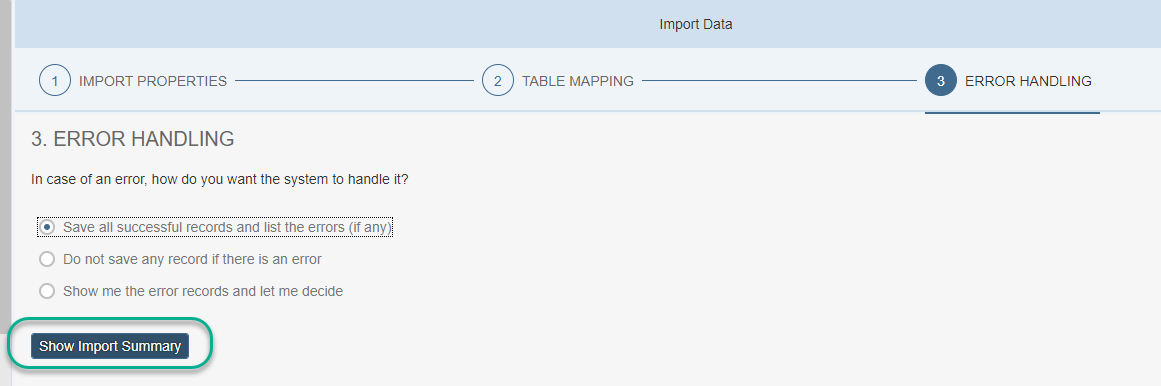 Import Data
1 IMPORT PROPERTIES 2 TABLE MAPPING 3 ERROR HANDLING
3. ERROR HANDLING
In case of an error, how do you want the system to handle it?
Save all successful records and list the errors (if any)
Do not save any record if there is an error
Show me the error records and let me decide
Show Import Summary